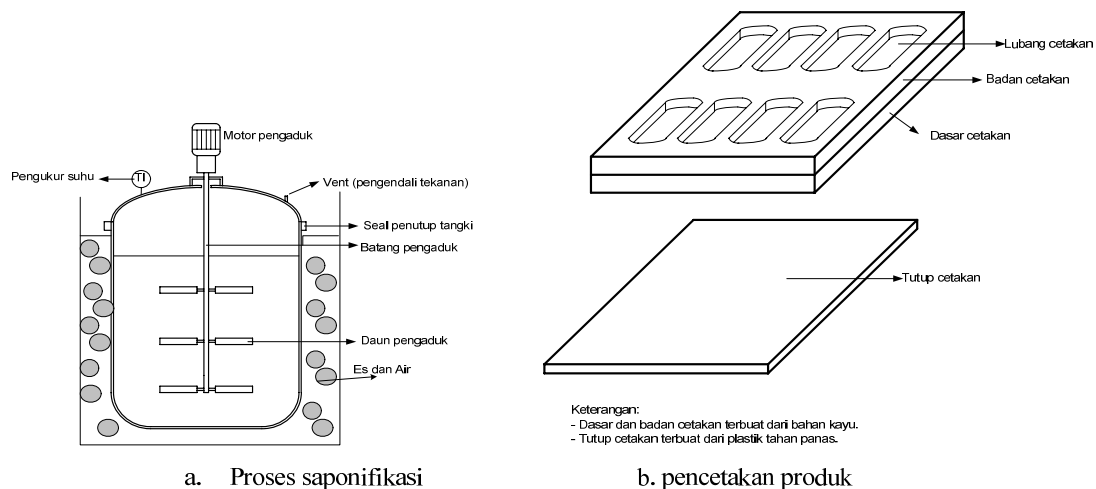 Motor pengaduk
Pengukur suhu
TI
Vent (pengendali tekanan)
Seal penutup tangki
Batang pengaduk
Daun pengaduk
Es dan Air
a. Proses saponifikasi
Lubang cetakan
Badan cetakan
Dasar cetakan
Tutup cetakan
Keterangan:
- Dasar dan badan cetakan terbuat dari bahan kayu.
- Tutup cetakan terbuat dari plastik tahan panas.
b. pencetakan produk